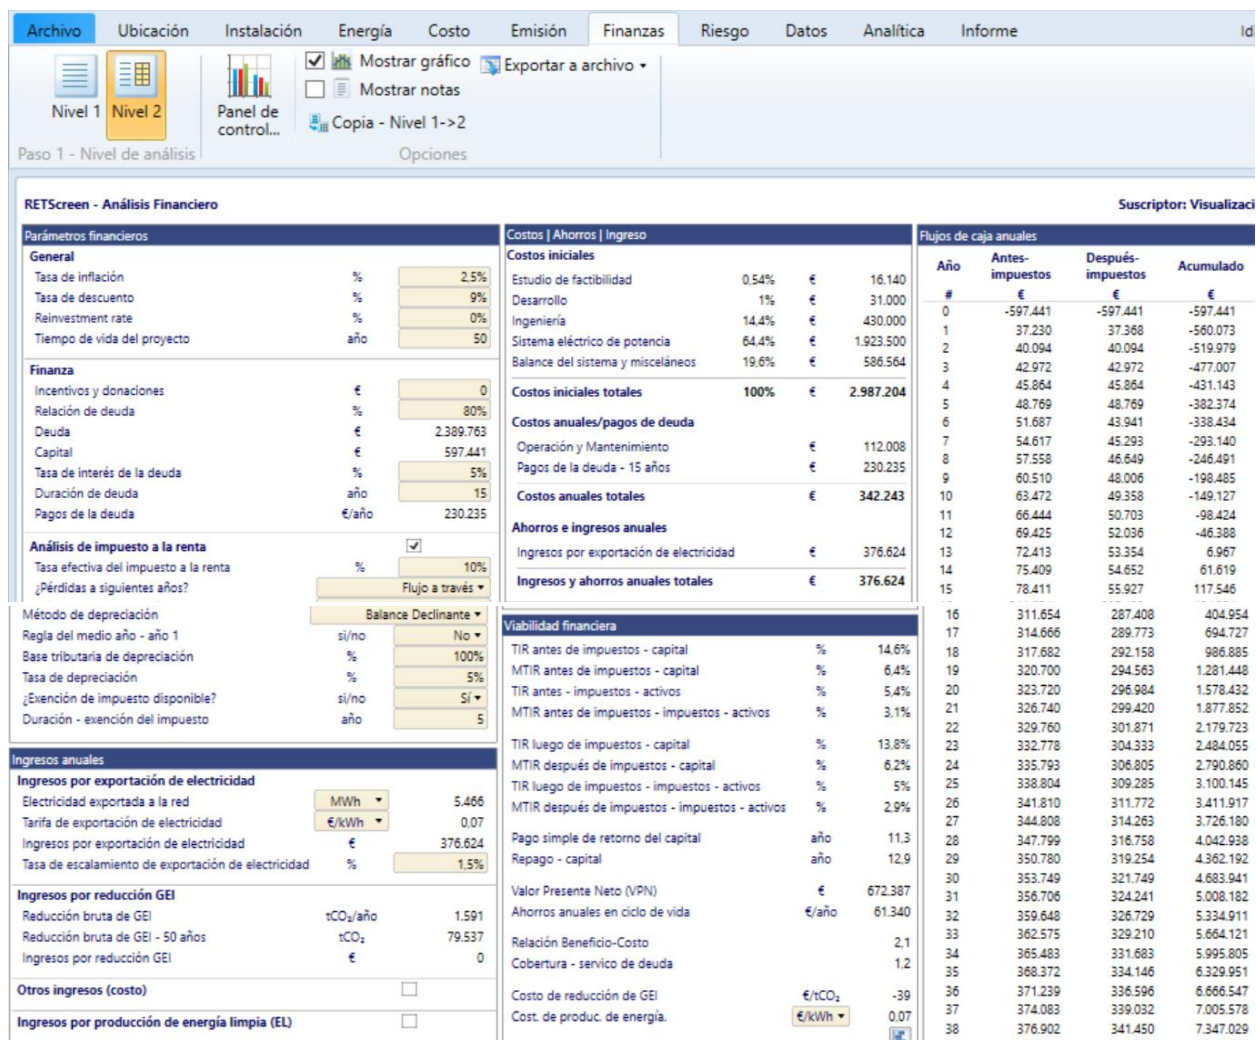 Archivo Ubicación Instalación Energía Costo Emisión Finanzas Riesgo Datos Analítica Informe Id
Nivel 1 Nivel 2 Panel de control... Mostrar gráfico Exportar a archivo
Mostrar notas
Copia - Nivel 1->2
Paso 1 - Nivel de análisis Opciones
RETScreen - Análisis Financiero Suscriptor: Visualizaci
Parámetros financieros
General
Tasa de inflación % 2,5%
Tasa de descuento % 9%
Reinvestment rate % 0%
Tiempo de vida del proyecto año 50
Finanza
Incentivos y donaciones € 0
Relación de deuda % 80%
Deuda € 2.389.763
Capital € 597.441
Tasa de interés de la deuda % 5%
Duración de deuda año 15
Pagos de la deuda €/año 230.235
Análisis de impuesto a la renta
Tasa efectiva del impuesto a la renta % 10%
¿Pérdidas a siguientes años? Flujo a través
Método de depreciación Balance Declinante
Regla del medio año - año 1 si/no No
Base tributaria de depreciación % 100%
Tasa de depreciación % 5%
¿Exención de impuesto disponible? si/no Sí
Duración - exención del impuesto año 5
Ingresos anuales
Ingresos por exportación de electricidad
Electricidad exportada a la red MWh 5.466
Tarifa de exportación de electricidad €/kWh 0,07
Ingresos por exportación de electricidad € 376.624
Tasa de escalamiento de exportación de electricidad % 1,5%
Ingresos por reducción GEI
Reducción bruta de GEI tCO₂/año 1.591
Reducción bruta de GEI - 50 años tCO₂ 79.537
Ingresos por reducción GEI € 0
Otros ingresos (costo)
Ingresos por producción de energía limpia (EL)
Costos | Ahorros | Ingreso
Costos iniciales
Estudio de factibilidad 0,54% € 16.140
Desarrollo 1% € 31.000
Ingeniería 14,4% € 430.000
Sistema eléctrico de potencia 64,4% € 1.923.500
Balance del sistema y misceláneos 19,6% € 586.564
Costos iniciales totales 100% € 2.987.204
Costos anuales/pagos de deuda
Operación y Mantenimiento € 112.008
Pagos de la deuda - 15 años € 230.235
Costos anuales totales € 342.243
Ahorros e ingresos anuales
Ingresos por exportación de electricidad € 376.624
Ingresos y ahorros anuales totales € 376.624
Viabilidad financiera
TIR antes de impuestos - capital % 14,6%
MTIR antes de impuestos - capital % 6,4%
TIR antes - impuestos - activos % 5,4%
MTIR antes de impuestos - impuestos - activos % 3,1%
TIR luego de impuestos - capital % 13,8%
MTIR después de impuestos - capital % 6,2%
TIR luego de impuestos - impuestos - activos % 5%
MTIR después de impuestos - impuestos - activos % 2,9%
Pago simple de retorno del capital año 11,3
Repago - capital año 12,9
Valor Presente Neto (VPN) € 672.387
Ahorros anuales en ciclo de vida €/año 61.340
Relación Beneficio-Costo 2,1
Cobertura - servico de deuda 1,2
Costo de reducción de GEI €/tCO₂ -39
Cost. de produc. de energía. €/kWh 0,07
Flujos de caja anuales
Año Antes-impuestos Después-impuestos Acumulado
# € € €
0 -597.441 -597.441 -597.441
1 37.230 37.368 -560.073
2 40.094 40.094 -519.979
3 42.972 42.972 -477.007
4 45.864 45.864 -431.143
5 48.769 48.769 -382.374
6 51.687 43.941 -338.434
7 54.617 45.293 -293.140
8 57.558 46.649 -246.491
9 60.510 48.006 -198.485
10 63.472 49.358 -149.127
11 66.444 50.703 -98.424
12 69.425 52.036 -46.388
13 72.413 53.354 6.967
14 75.409 54.652 61.619
15 78.411 55.927 117.546
16 311.654 287.408 404.954
17 314.666 289.773 694.727
18 317.682 292.158 986.885
19 320.700 294.563 1.281.448
20 323.720 296.984 1.578.432
21 326.740 299.420 1.877.852
22 329.760 301.871 2.179.723
23 332.778 304.333 2.484.055
24 335.793 306.805 2.790.860
25 338.804 309.285 3.100.145
26 341.810 311.772 3.411.917
27 344.808 314.263 3.726.180
28 347.799 316.758 4.042.938
29 350.780 319.254 4.362.192
30 353.749 321.749 4.683.941
31 356.706 324.241 5.008.182
32 359.648 326.729 5.334.911
33 362.575 329.210 5.664.121
34 365.483 331.683 5.995.805
35 368.372 334.146 6.329.951
36 371.239 336.596 6.666.547
37 374.083 339.032 7.005.578
38 376.902 341.450 7.347.029